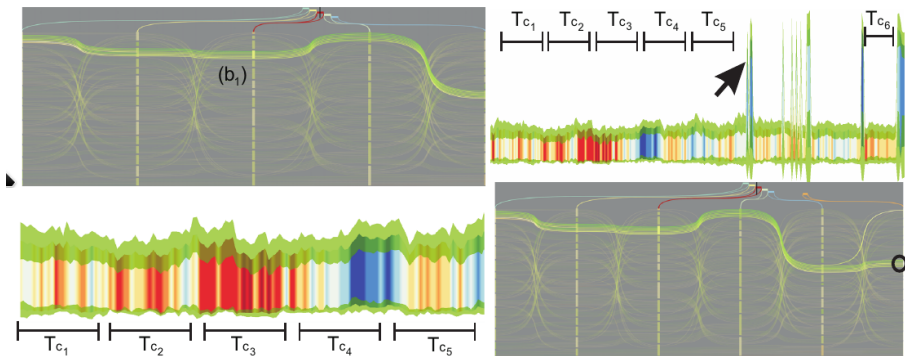 (b₁)
Tc₁ Tc₂ Tc₃ Tc₄ Tc₅ Tc₆
Tc₁ Tc₂ Tc₃ Tc₄ Tc₅